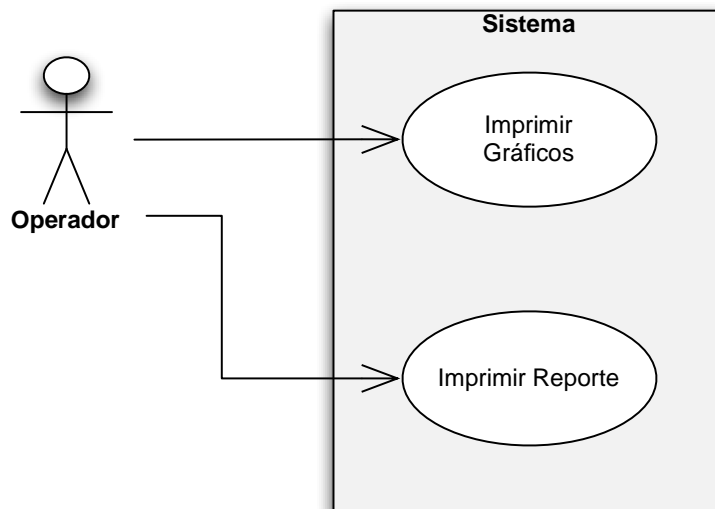 Sistema
Imprimir
Gráficos
Operador
Imprimir Reporte